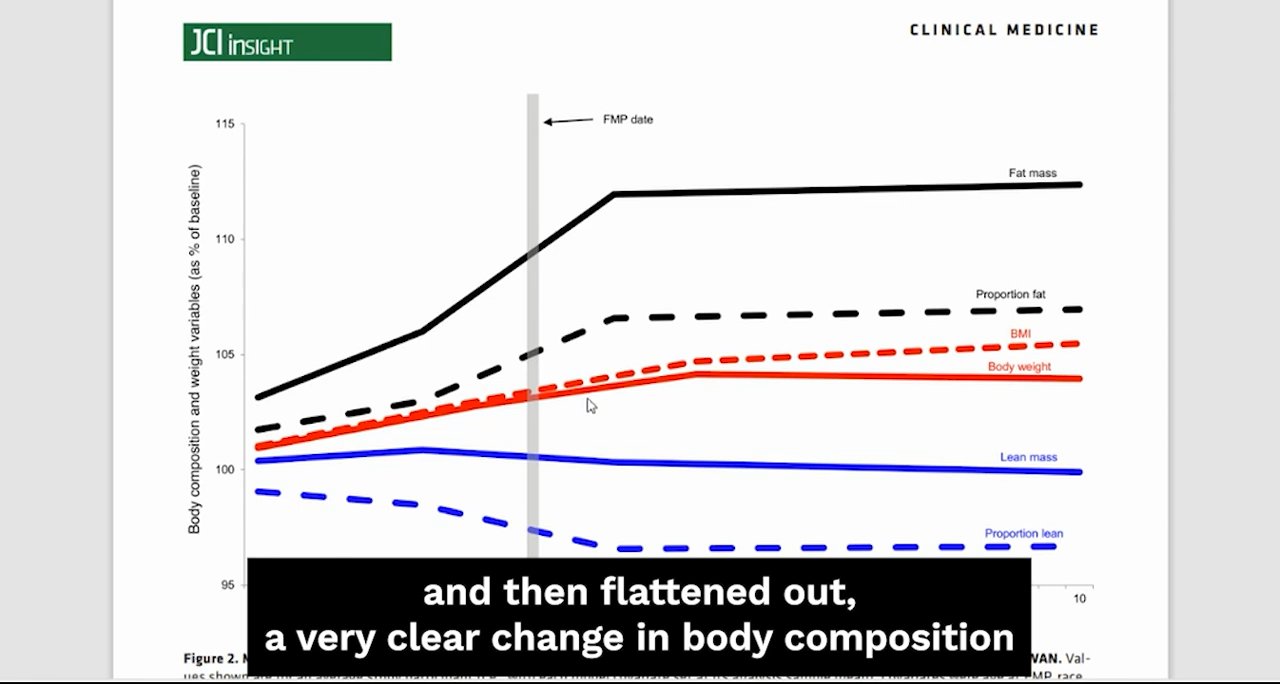 JCI insight
CLINICAL MEDICINE
115
FMP date
Fat mass
110
Proportion fat
BMI
105
Body weight
Lean mass
100
Proportion lean
95
10
Body composition and weight variables (as % of baseline)
and then flattened out,
a very clear change in body composition
Figure 2.
WAN. Val-